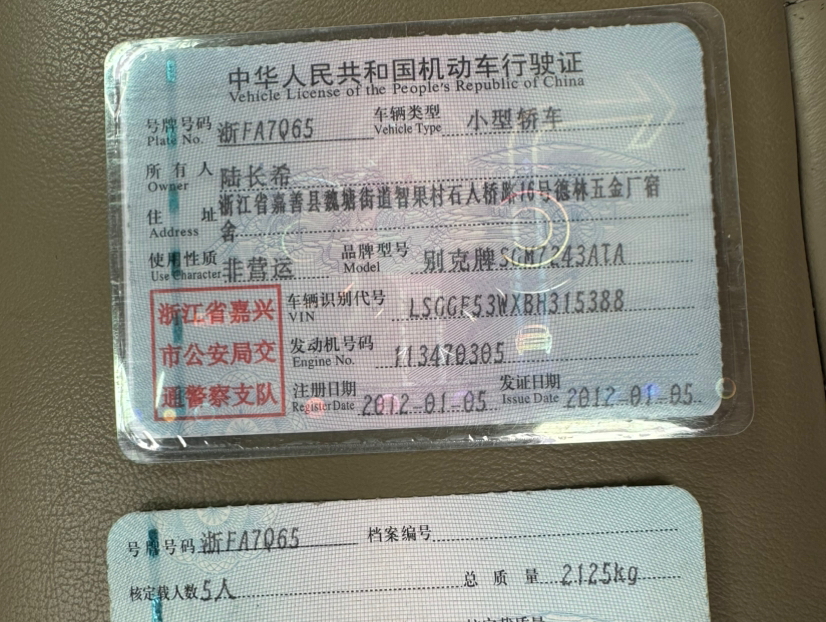 中华人民共和国机动车行驶证
Vehicle License of the People's Republic of China
号牌号码 浙FA7Q65 车辆类型 小型轿车
Plate No. Vehicle Type
所有人 陆长希
Owner
住址 浙江省嘉善县魏塘街道智果村石人桥路16号德林五金厂宿
Address 舍
使用性质 非营运 品牌型号 别克牌SGM7243ATA
Use Character Model
浙江省嘉兴
市公安局交
通警察支队
车辆识别代号 LSGGF53WXBH315388
VIN
发动机号码 113470305
Engine No.
注册日期 2012-01-05 发证日期 2012-01-05
Register Date Issue Date
号牌号码 浙FA7Q65 档案编号
核定载人数 5人 总质量 2125kg